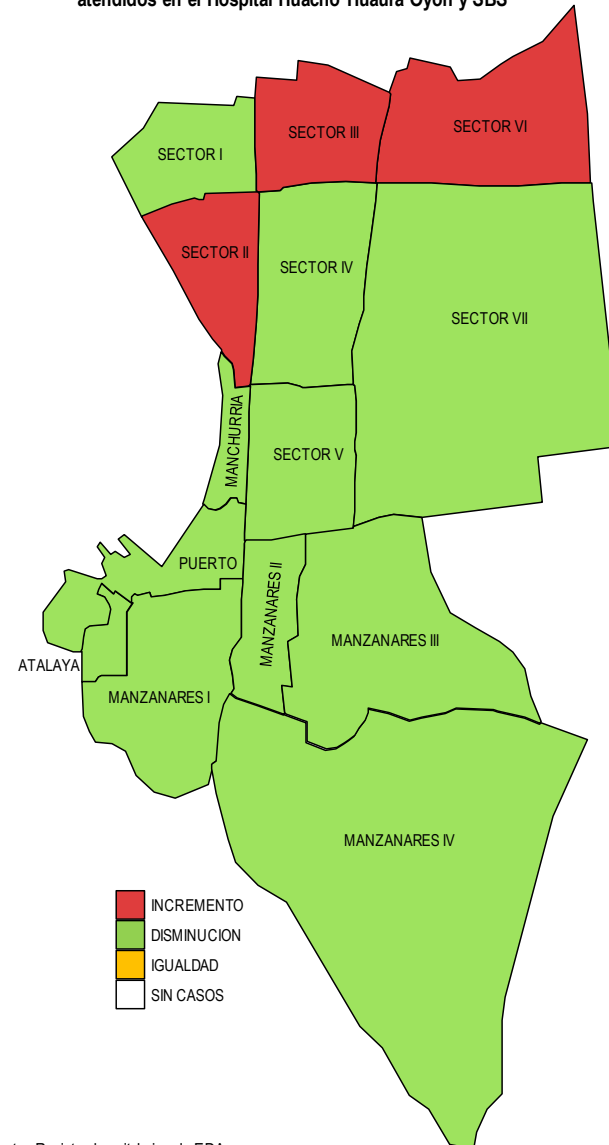 atendidos en el Hospital Huacho Huaura Oyon y SBS
SECTOR VI
SECTOR III
SECTOR I
SECTOR II
SECTOR IV
SECTOR VII
MANCHURRIA
SECTOR V
PUERTO
MANZANARES II
MANZANARES III
ATALAYA
MANZANARES I
MANZANARES IV
INCREMENTO
DISMINUCION
IGUALDAD
SIN CASOS